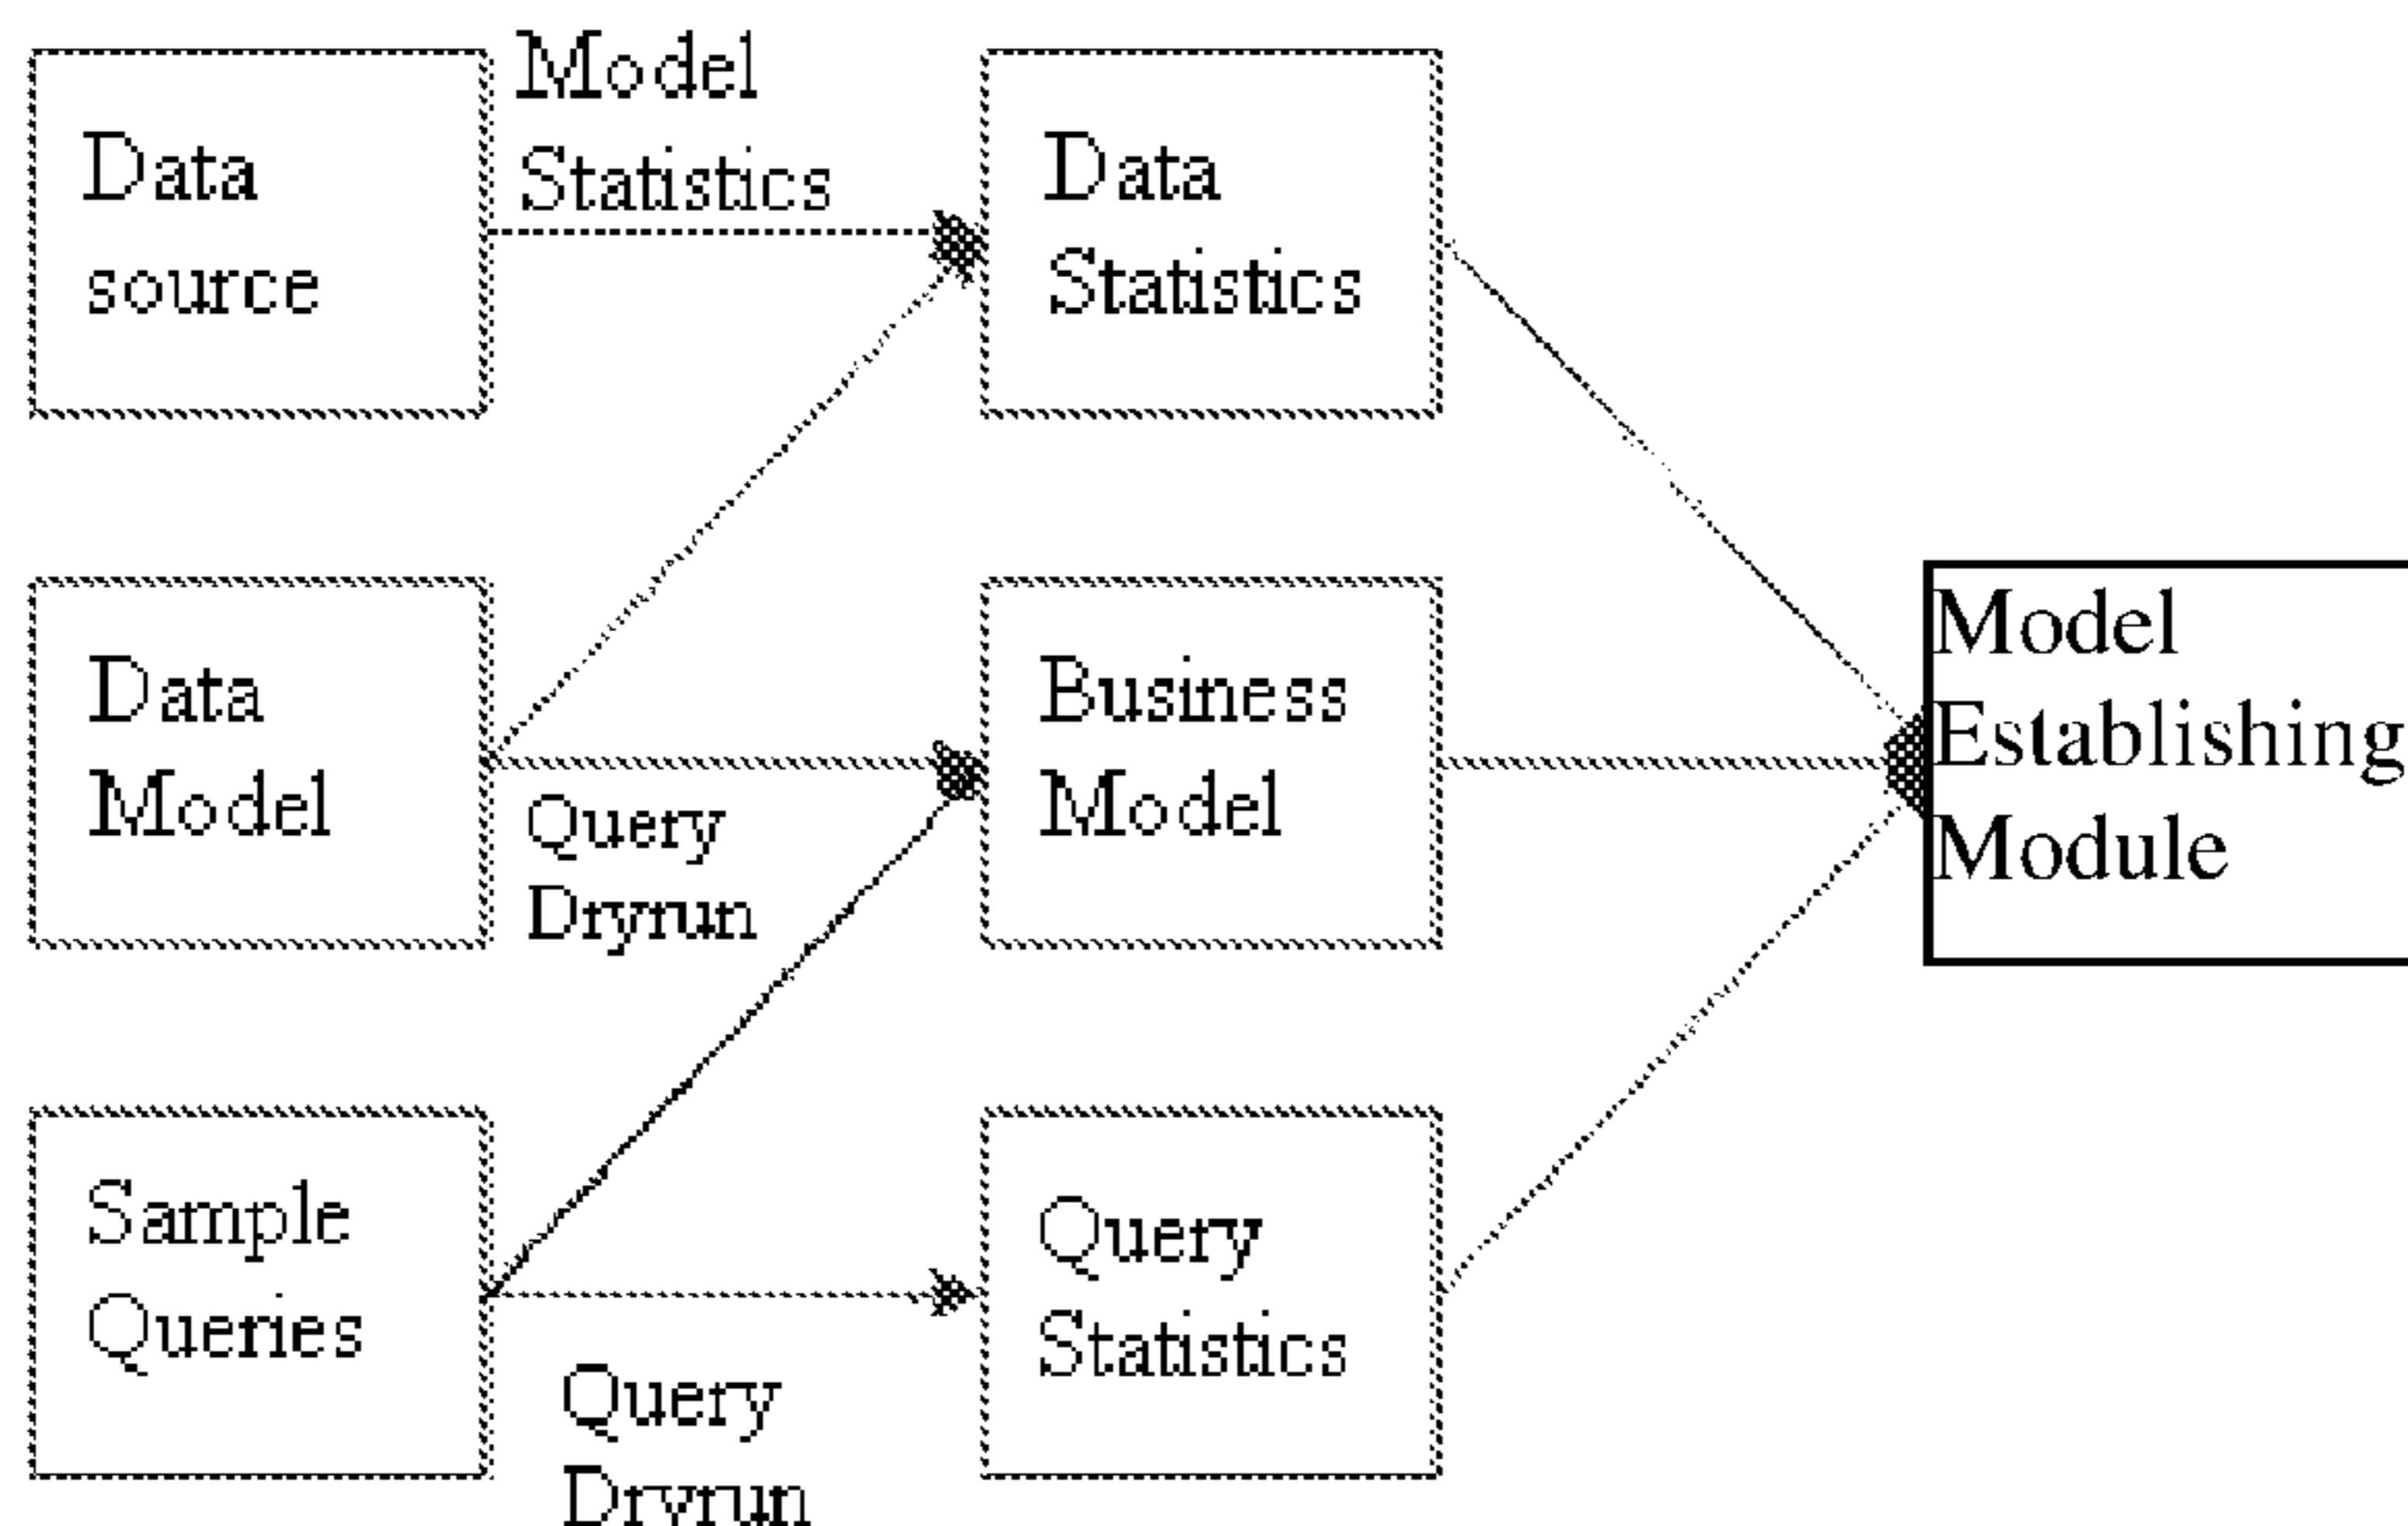 Model
Statistics
Data
source
Data
Statistics
Data
Model
Query
Dryrun
Business
Model
Model
Establishing
Module
Sample
Queries
Query
Dryrun
Query
Statistics